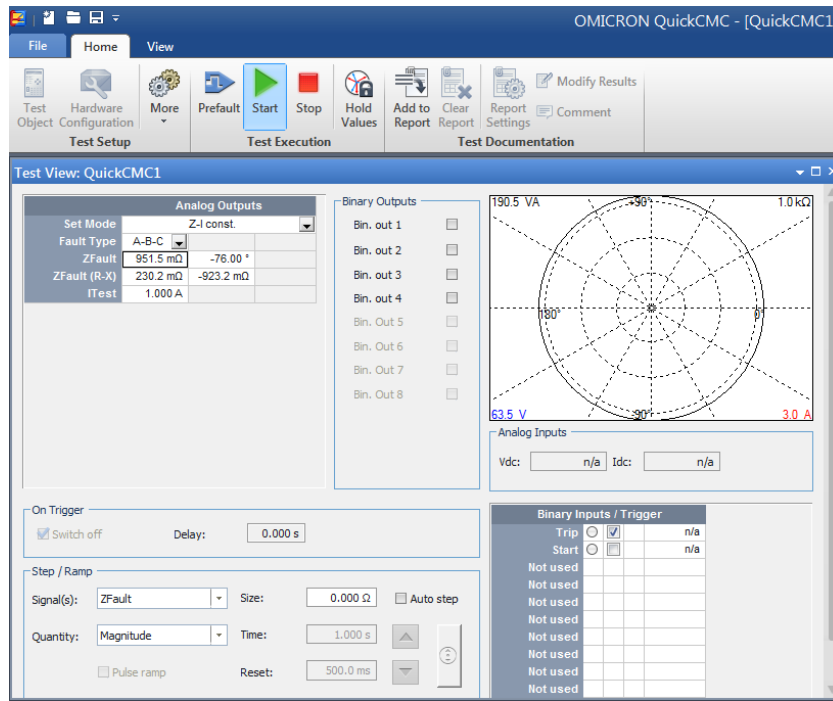 OMICRON QuickCMC - [QuickCMC1
File Home View
Test Object
Hardware Configuration
More
Prefault
Start
Stop
Hold Values
Add to Report
Clear Report
Report Settings
Modify Results
Comment
Test Setup
Test Execution
Test Documentation
Test View: QuickCMC1
Analog Outputs
Set Mode Z-I const.
Fault Type A-B-C
ZFault 951.5 mΩ -76.00 °
ZFault (R-X) 230.2 mΩ -923.2 mΩ
ITest 1.000 A
Binary Outputs
Bin. out 1
Bin. out 2
Bin. out 3
Bin. out 4
Bin. Out 5
Bin. Out 6
Bin. Out 7
Bin. Out 8
190.5 VA 90° 1.0 kΩ
180° 0°
63.5 V -90° 3.0 A
Analog Inputs
Vdc: n/a Idc: n/a
On Trigger
Switch off Delay: 0.000 s
Step / Ramp
Signal(s): ZFault Size: 0.000 Ω Auto step
Quantity: Magnitude Time: 1.000 s
Pulse ramp Reset: 500.0 ms
Binary Inputs / Trigger
Trip n/a
Start n/a
Not used
Not used
Not used
Not used
Not used
Not used
Not used
Not used